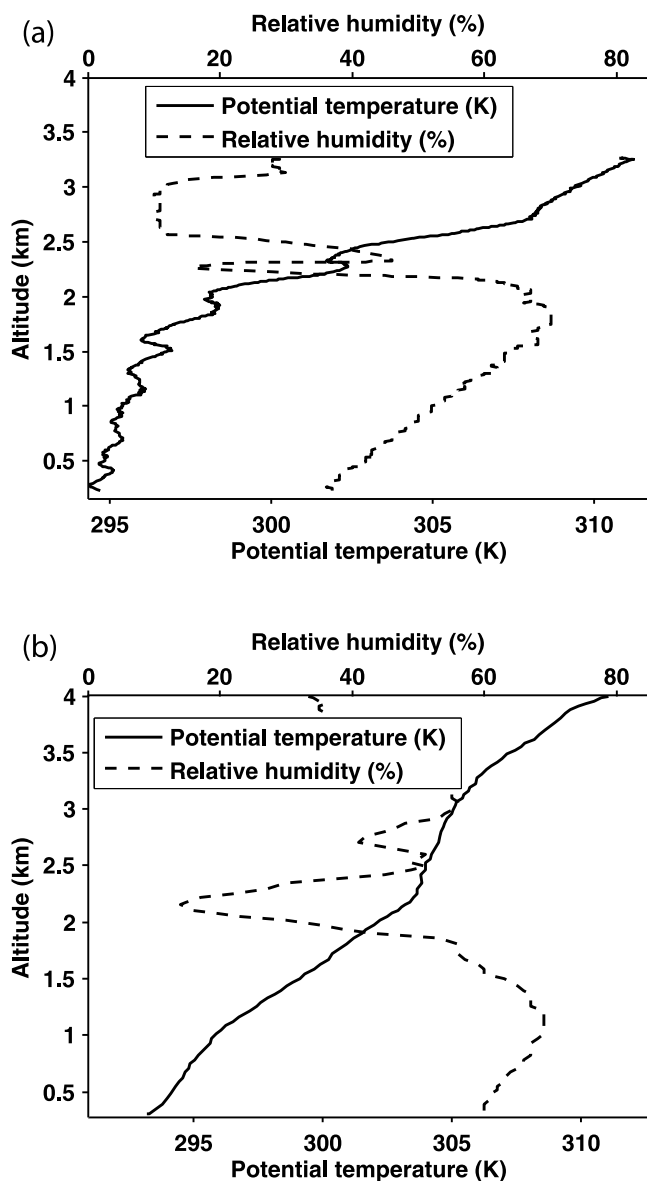 (a)
Relative humidity (%)
0 20 40 60 80
4
Potential temperature (K)
3.5
Relative humidity (%)
3
2.5
Altitude (km)
2
1.5
1
0.5
295 300 305 310
Potential temperature (K)
(b)
Relative humidity (%)
0 20 40 60 80
4
Potential temperature (K)
3.5
Relative humidity (%)
3
2.5
Altitude (km)
2
1.5
1
0.5
295 300 305 310
Potential temperature (K)